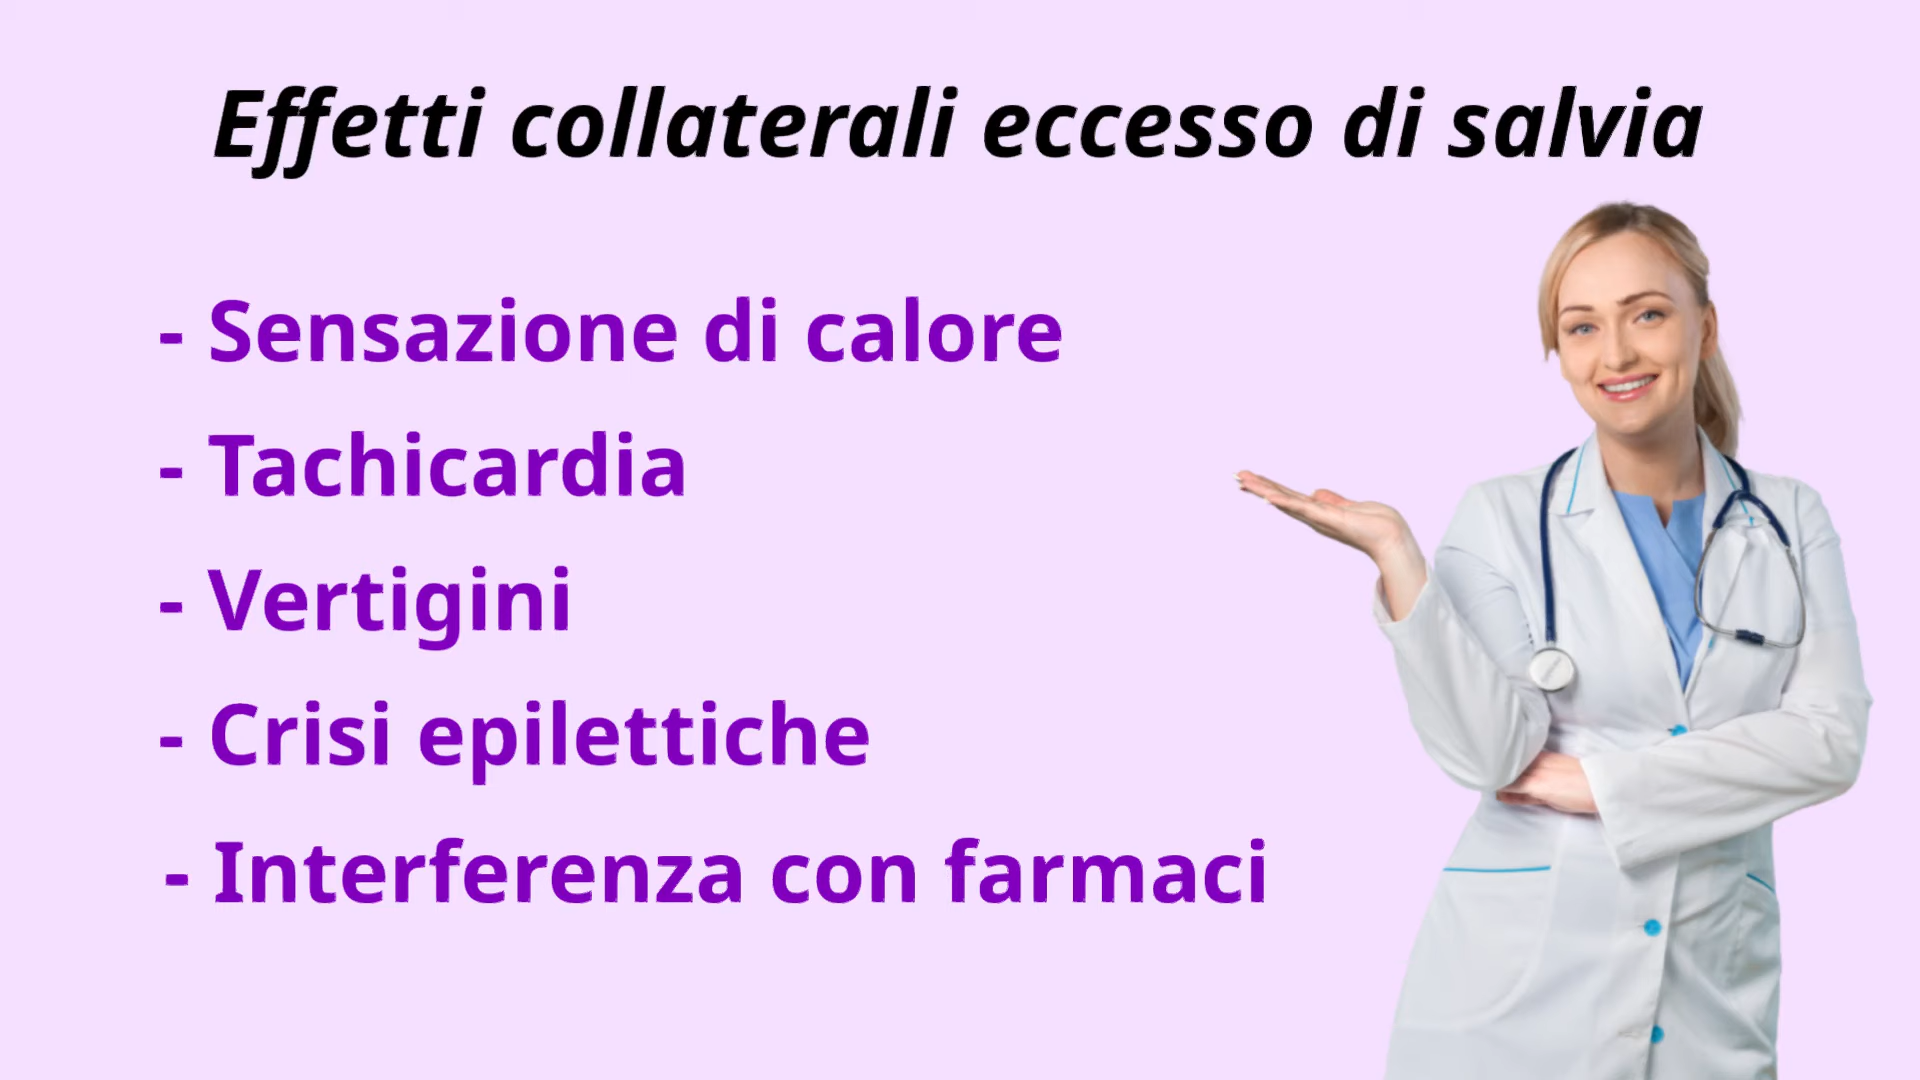 Effetti collaterali eccesso di salvia
- Sensazione di calore
- Tachicardia
- Vertigini
- Crisi epilettiche
- Interferenza con farmaci